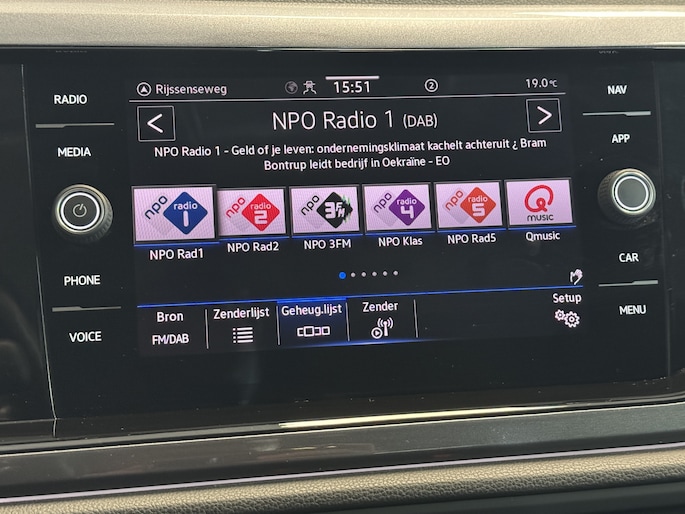 RADIO
MEDIA
PHONE
VOICE
Rijssenseweg 15:51 2 19.0°C
< NPO Radio 1 (DAB) >
NPO Radio 1 - Geld of je leven: ondernemingsklimaat kachelt achteruit ¿ Bram
Bontrup leidt bedrijf in Oekraïne - EO
npo radio 1
npo radio 2
npo 3FM
npo radio 4
npo radio 5
Q MUSIC
NPO Rad1 NPO Rad2 NPO 3FM NPO Klas NPO Rad5 Qmusic
Bron Zenderlijst Geheug.lijst Zender Setup
FM/DAB
NAV
APP
CAR
MENU